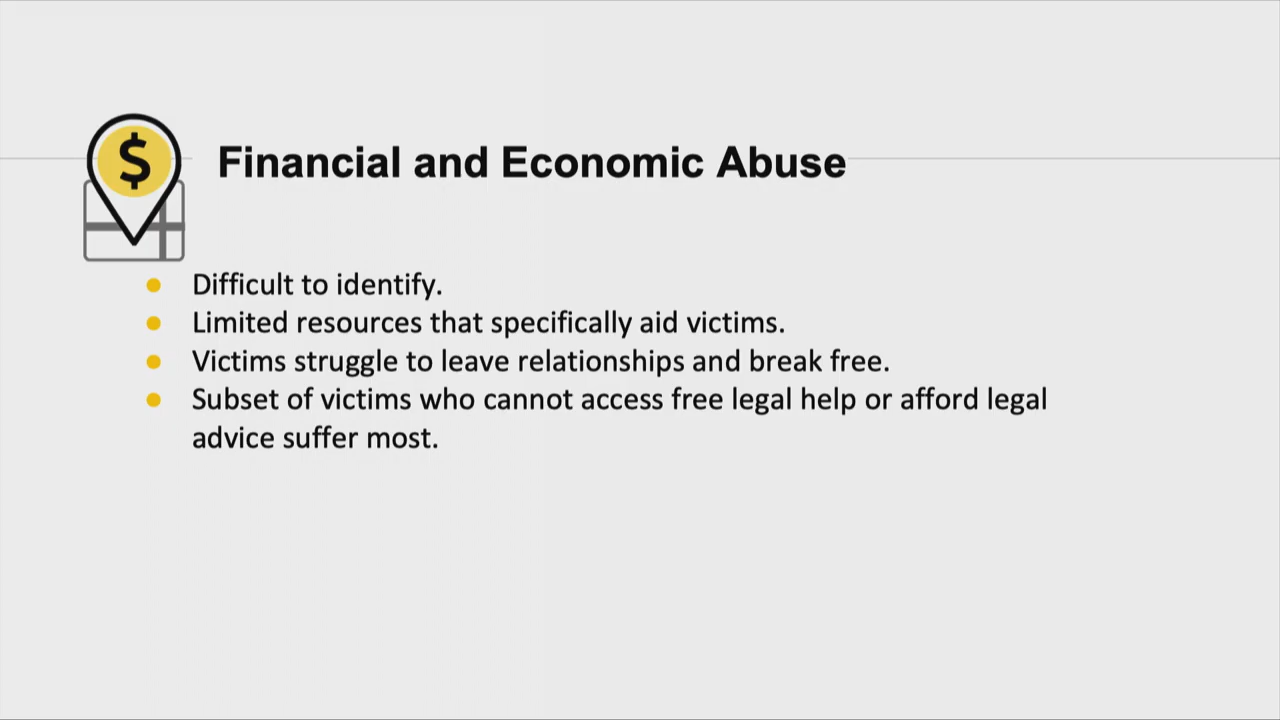 $
Financial and Economic Abuse
● Difficult to identify.
● Limited resources that specifically aid victims.
● Victims struggle to leave relationships and break free.
● Subset of victims who cannot access free legal help or afford legal
advice suffer most.